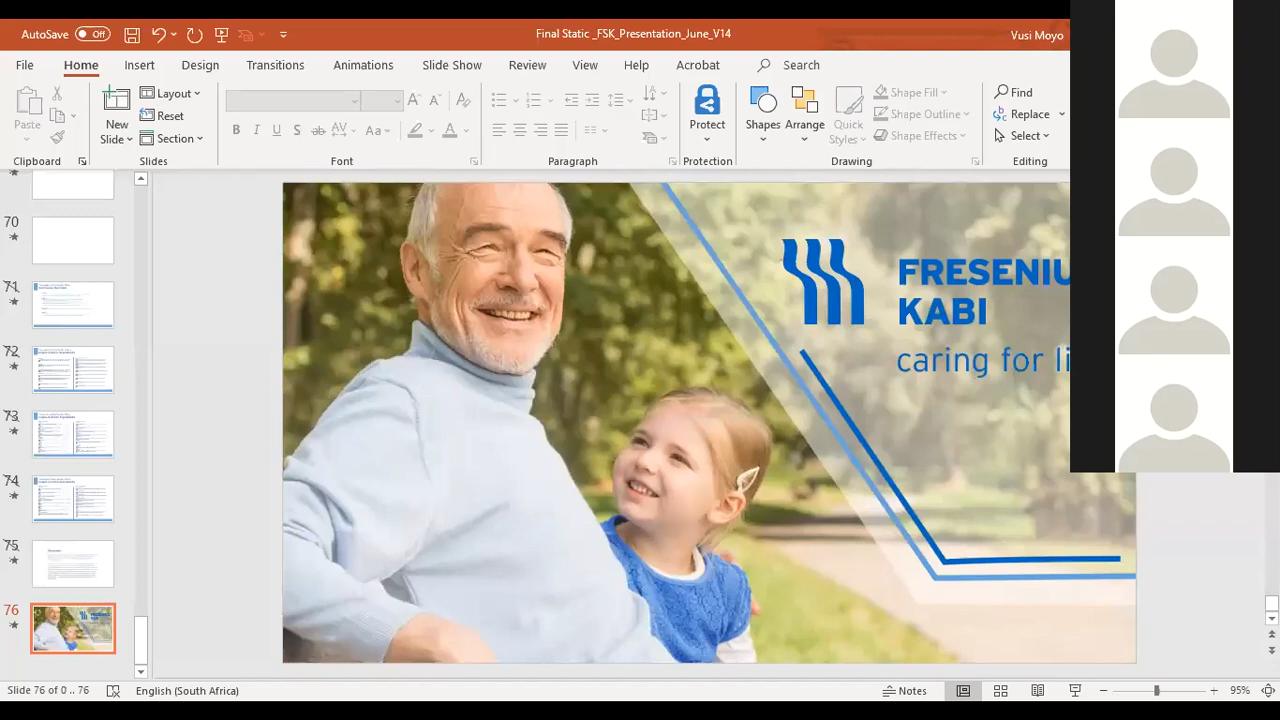 AutoSave Off
Final Static _FSK_Presentation_June_V14
Vusi Moyo
File Home Insert Design Transitions Animations Slide Show Review View Help Acrobat Search
Paste
New
Slide
Layout
Reset
Section
B I U S ab AV Aa A
Protect
Shapes
Arrange
Quick
Styles
Shape Fill
Shape Outline
Shape Effects
Find
Replace
Select
Clipboard Slides Font Paragraph Protection Drawing Editing
70
71
72
73
74
75
76
FRESENIU
KABI
caring for li
Slide 76 of 0 .. 76 English (South Africa) Notes 95%